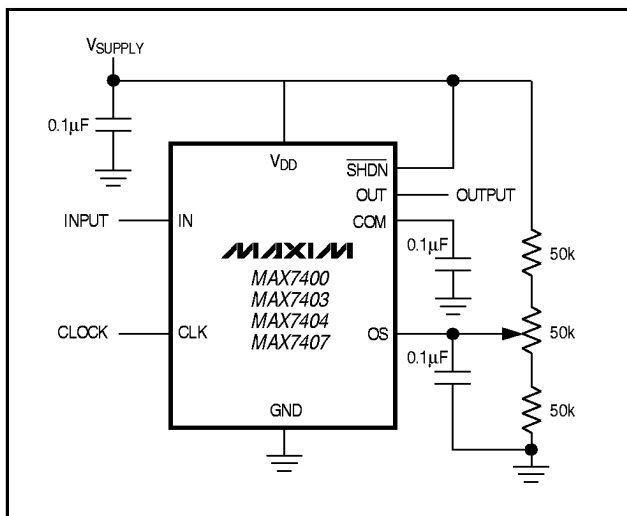 VSUPPLY
0.1µF
VDD
SHDN
OUT
OUTPUT
INPUT
IN
COM
MAXIM
0.1µF
50k
MAX7400
MAX7403
MAX7404
MAX7407
CLOCK
CLK
OS
50k
0.1µF
50k
GND